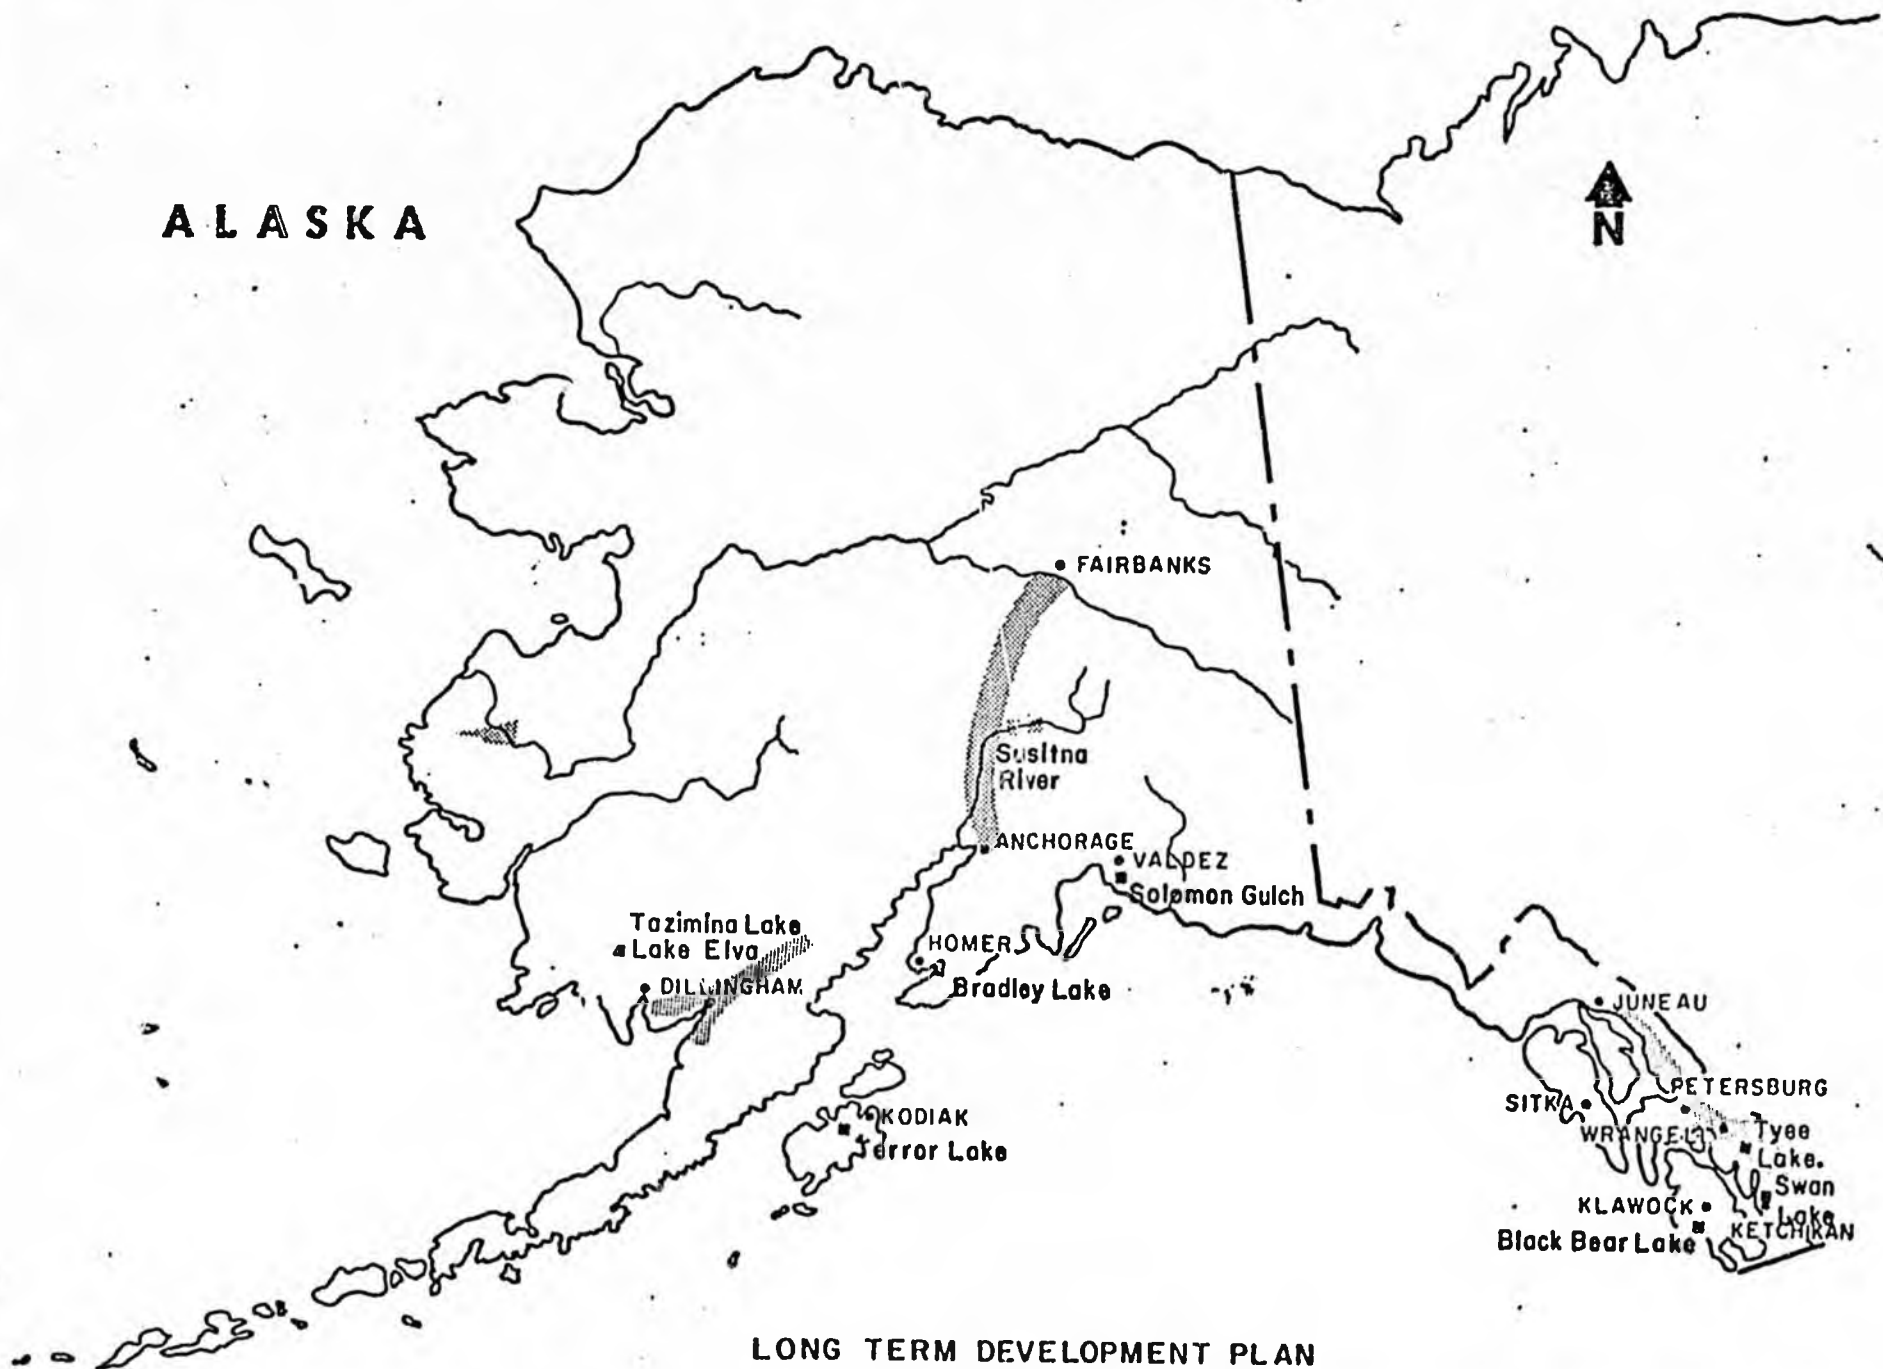 ALASKA
N
FAIRBANKS
Susitna
River
ANCHORAGE
VALDEZ
Solomon Gulch
Tazimina Lake
Lake Elva
DILLINGHAM
HOMER
Bradley Lake
JUNEAU
PETERSBURG
SITKA
WRANGELL
Tyee
Lake.
Swan
Lake
KLAWOCK
KETCHIKAN
Black Bear Lake
KODIAK
Terror Lake
LONG TERM DEVELOPMENT PLAN